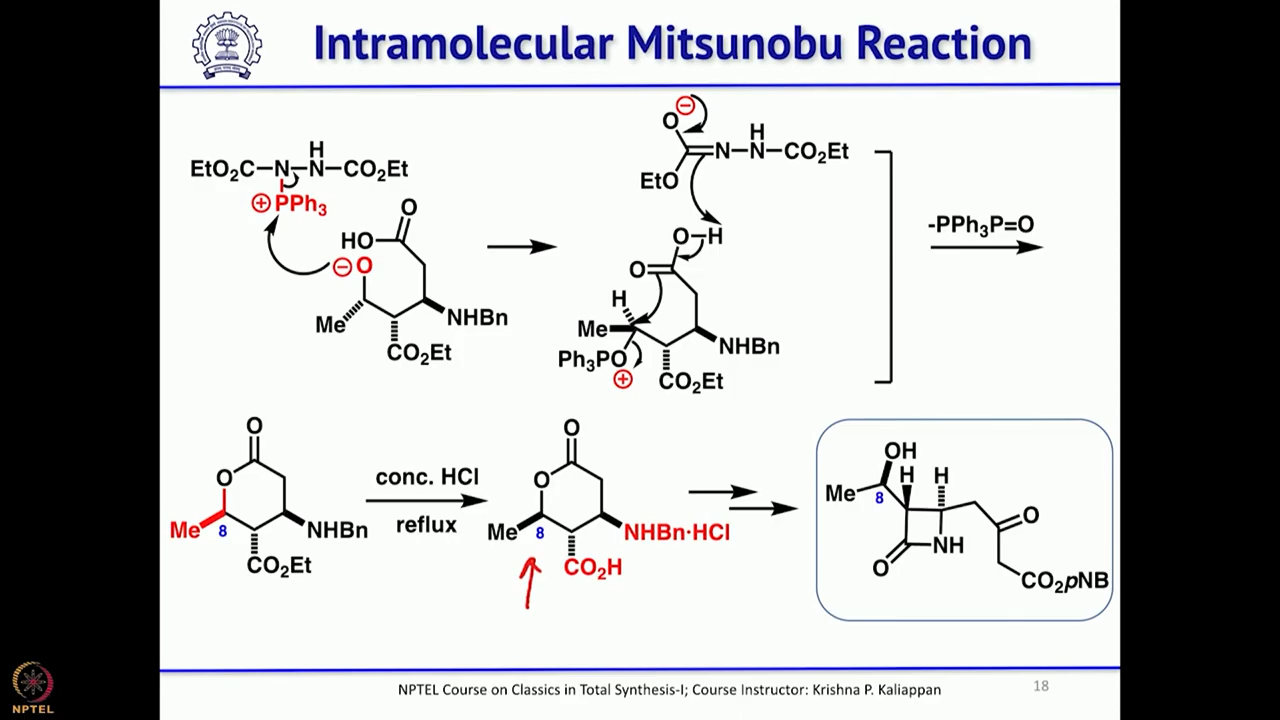 Intramolecular Mitsunobu Reaction
EtO₂C–N–N–CO₂Et
H
⊕PPh₃
O
HO
⊖O
Me
NHBn
CO₂Et
⊖
O
H
N–N–CO₂Et
EtO
O–H
O
H
Me
NHBn
Ph₃PO
⊕
CO₂Et
-PPh₃P=O
O
O
Me
8
NHBn
CO₂Et
conc. HCl
reflux
O
O
Me
8
NHBn·HCl
CO₂H
OH
H
H
Me
8
O
NH
O
CO₂pNB
NPTEL
NPTEL Course on Classics in Total Synthesis-I; Course Instructor: Krishna P. Kaliappan
18